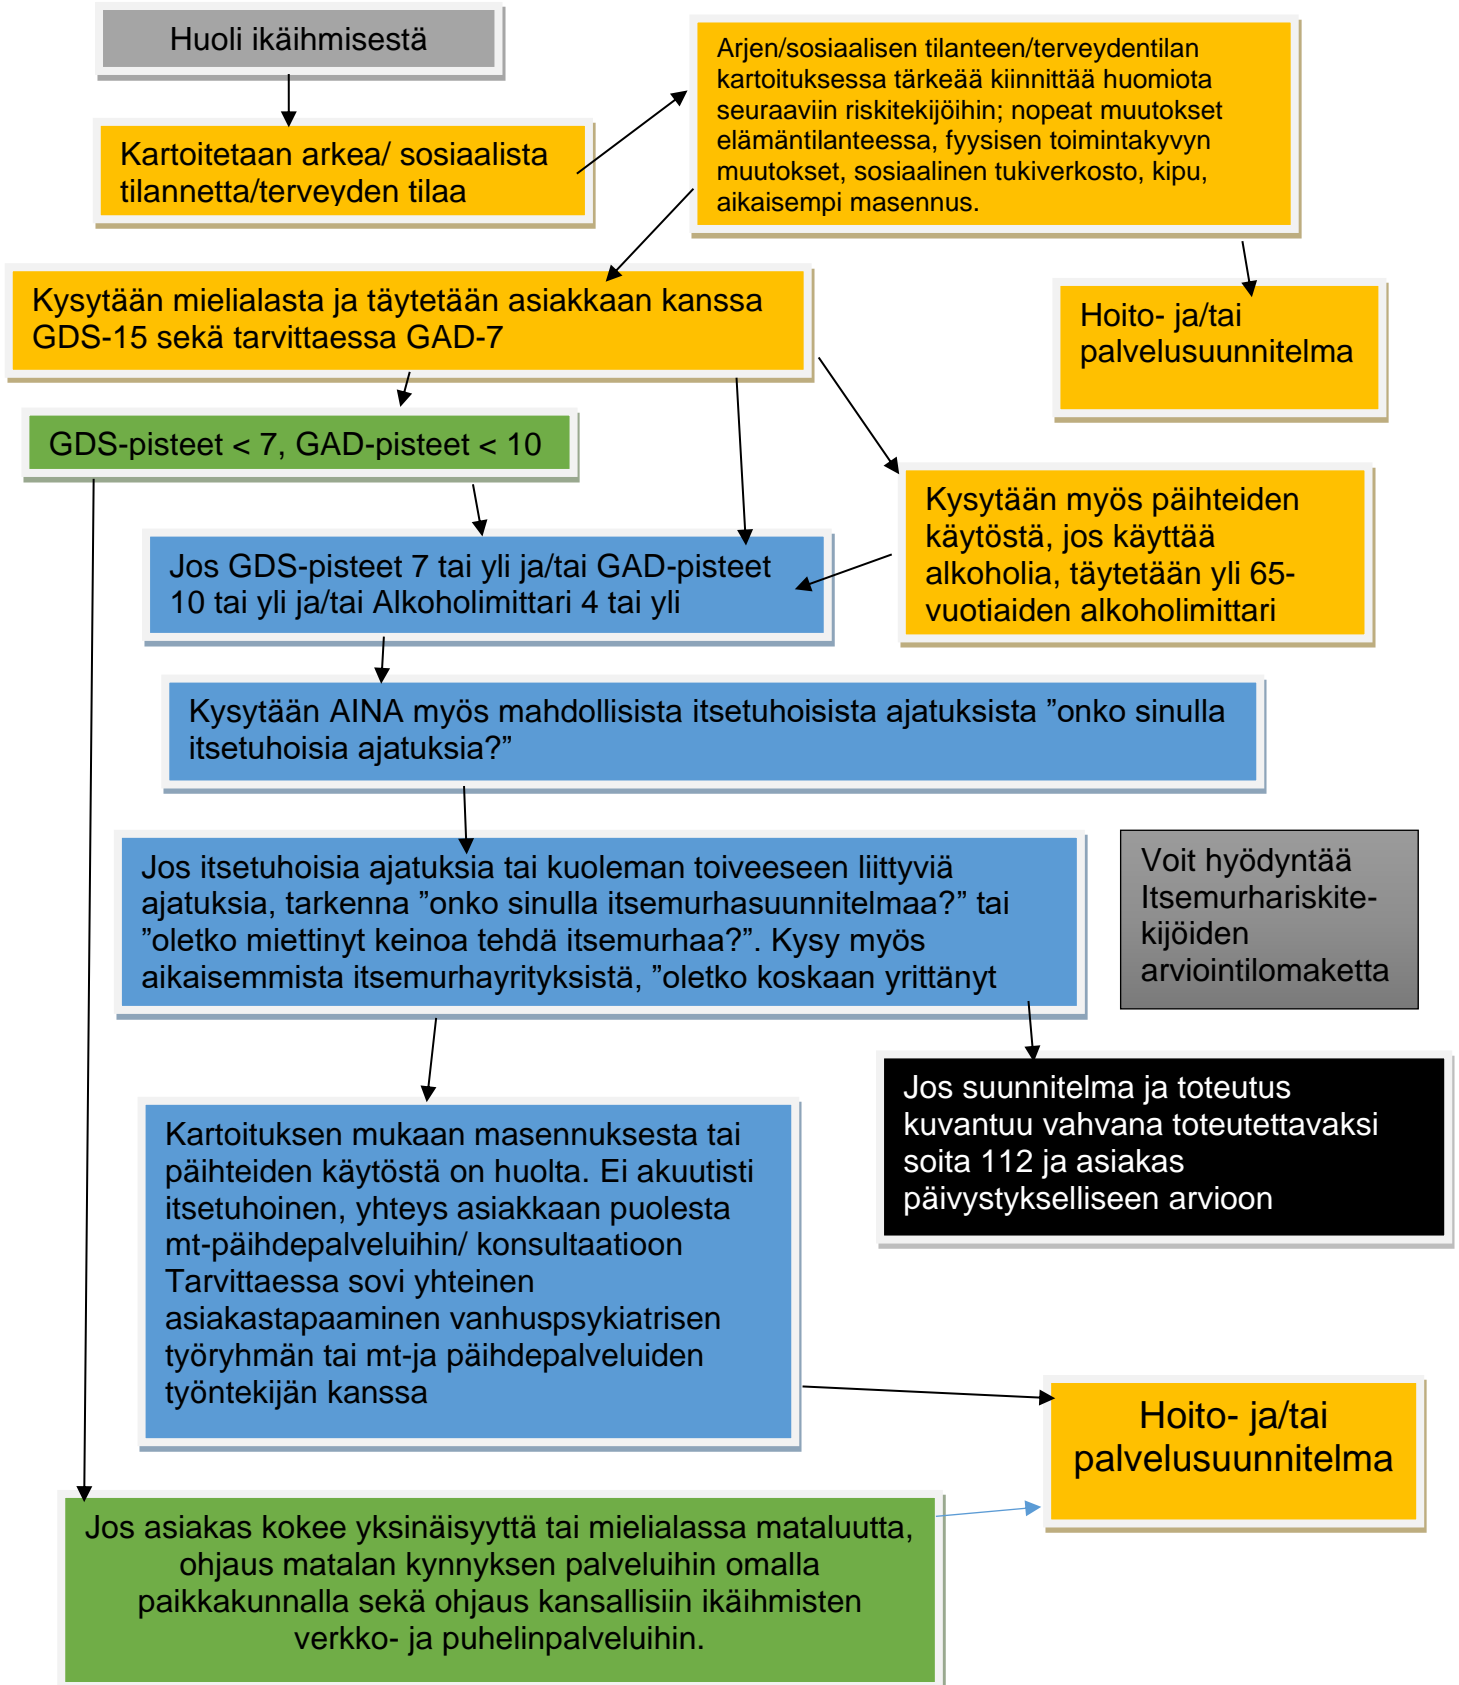 Huoli ikäihmisestä
Arjen/sosiaalisen tilanteen/terveydentilan
kartoituksessa tärkeää kiinnittää huomiota
seuraaviin riskitekijöihin; nopeat muutokset
elämäntilanteessa, fyysisen toimintakyvyn
muutokset, sosiaalinen tukiverkosto, kipu,
aikaisempi masennus.
Kartoitetaan arkea/ sosiaalista
tilannetta/terveyden tilaa
Kysytään mielialasta ja täytetään asiakkaan kanssa
GDS-15 sekä tarvittaessa GAD-7
Hoito- ja/tai
palvelusuunnitelma
GDS-pisteet < 7, GAD-pisteet < 10
Kysytään myös päihteiden
käytöstä, jos käyttää
alkoholia, täytetään yli 65-
vuotiaiden alkoholimittari
Jos GDS-pisteet 7 tai yli ja/tai GAD-pisteet
10 tai yli ja/tai Alkoholimittari 4 tai yli
Kysytään AINA myös mahdollisista itsetuhoisista ajatuksista ”onko sinulla
itsetuhoisia ajatuksia?”
Jos itsetuhoisia ajatuksia tai kuoleman toiveeseen liittyviä
ajatuksia, tarkenna ”onko sinulla itsemurhasuunnitelmaa?” tai
”oletko miettinyt keinoa tehdä itsemurhaa?”. Kysy myös
aikaisemmista itsemurhayrityksistä, ”oletko koskaan yrittänyt
Voit hyödyntää
Itsemurhariskite-
kijöiden
arviointilomaketta
Jos suunnitelma ja toteutus
kuvantuu vahvana toteutettavaksi
soita 112 ja asiakas
päivystykselliseen arvioon
Kartoituksen mukaan masennuksesta tai
päihteiden käytöstä on huolta. Ei akuutisti
itsetuhoinen, yhteys asiakkaan puolesta
mt-päihdepalveluihin/ konsultaatioon
Tarvittaessa sovi yhteinen
asiakastapaaminen vanhuspsykiatrisen
työryhmän tai mt-ja päihdepalveluiden
työntekijän kanssa
Hoito- ja/tai
palvelusuunnitelma
Jos asiakas kokee yksinäisyyttä tai mielialassa mataluutta,
ohjaus matalan kynnyksen palveluihin omalla
paikkakunnalla sekä ohjaus kansallisiin ikäihmisten
verkko- ja puhelinpalveluihin.